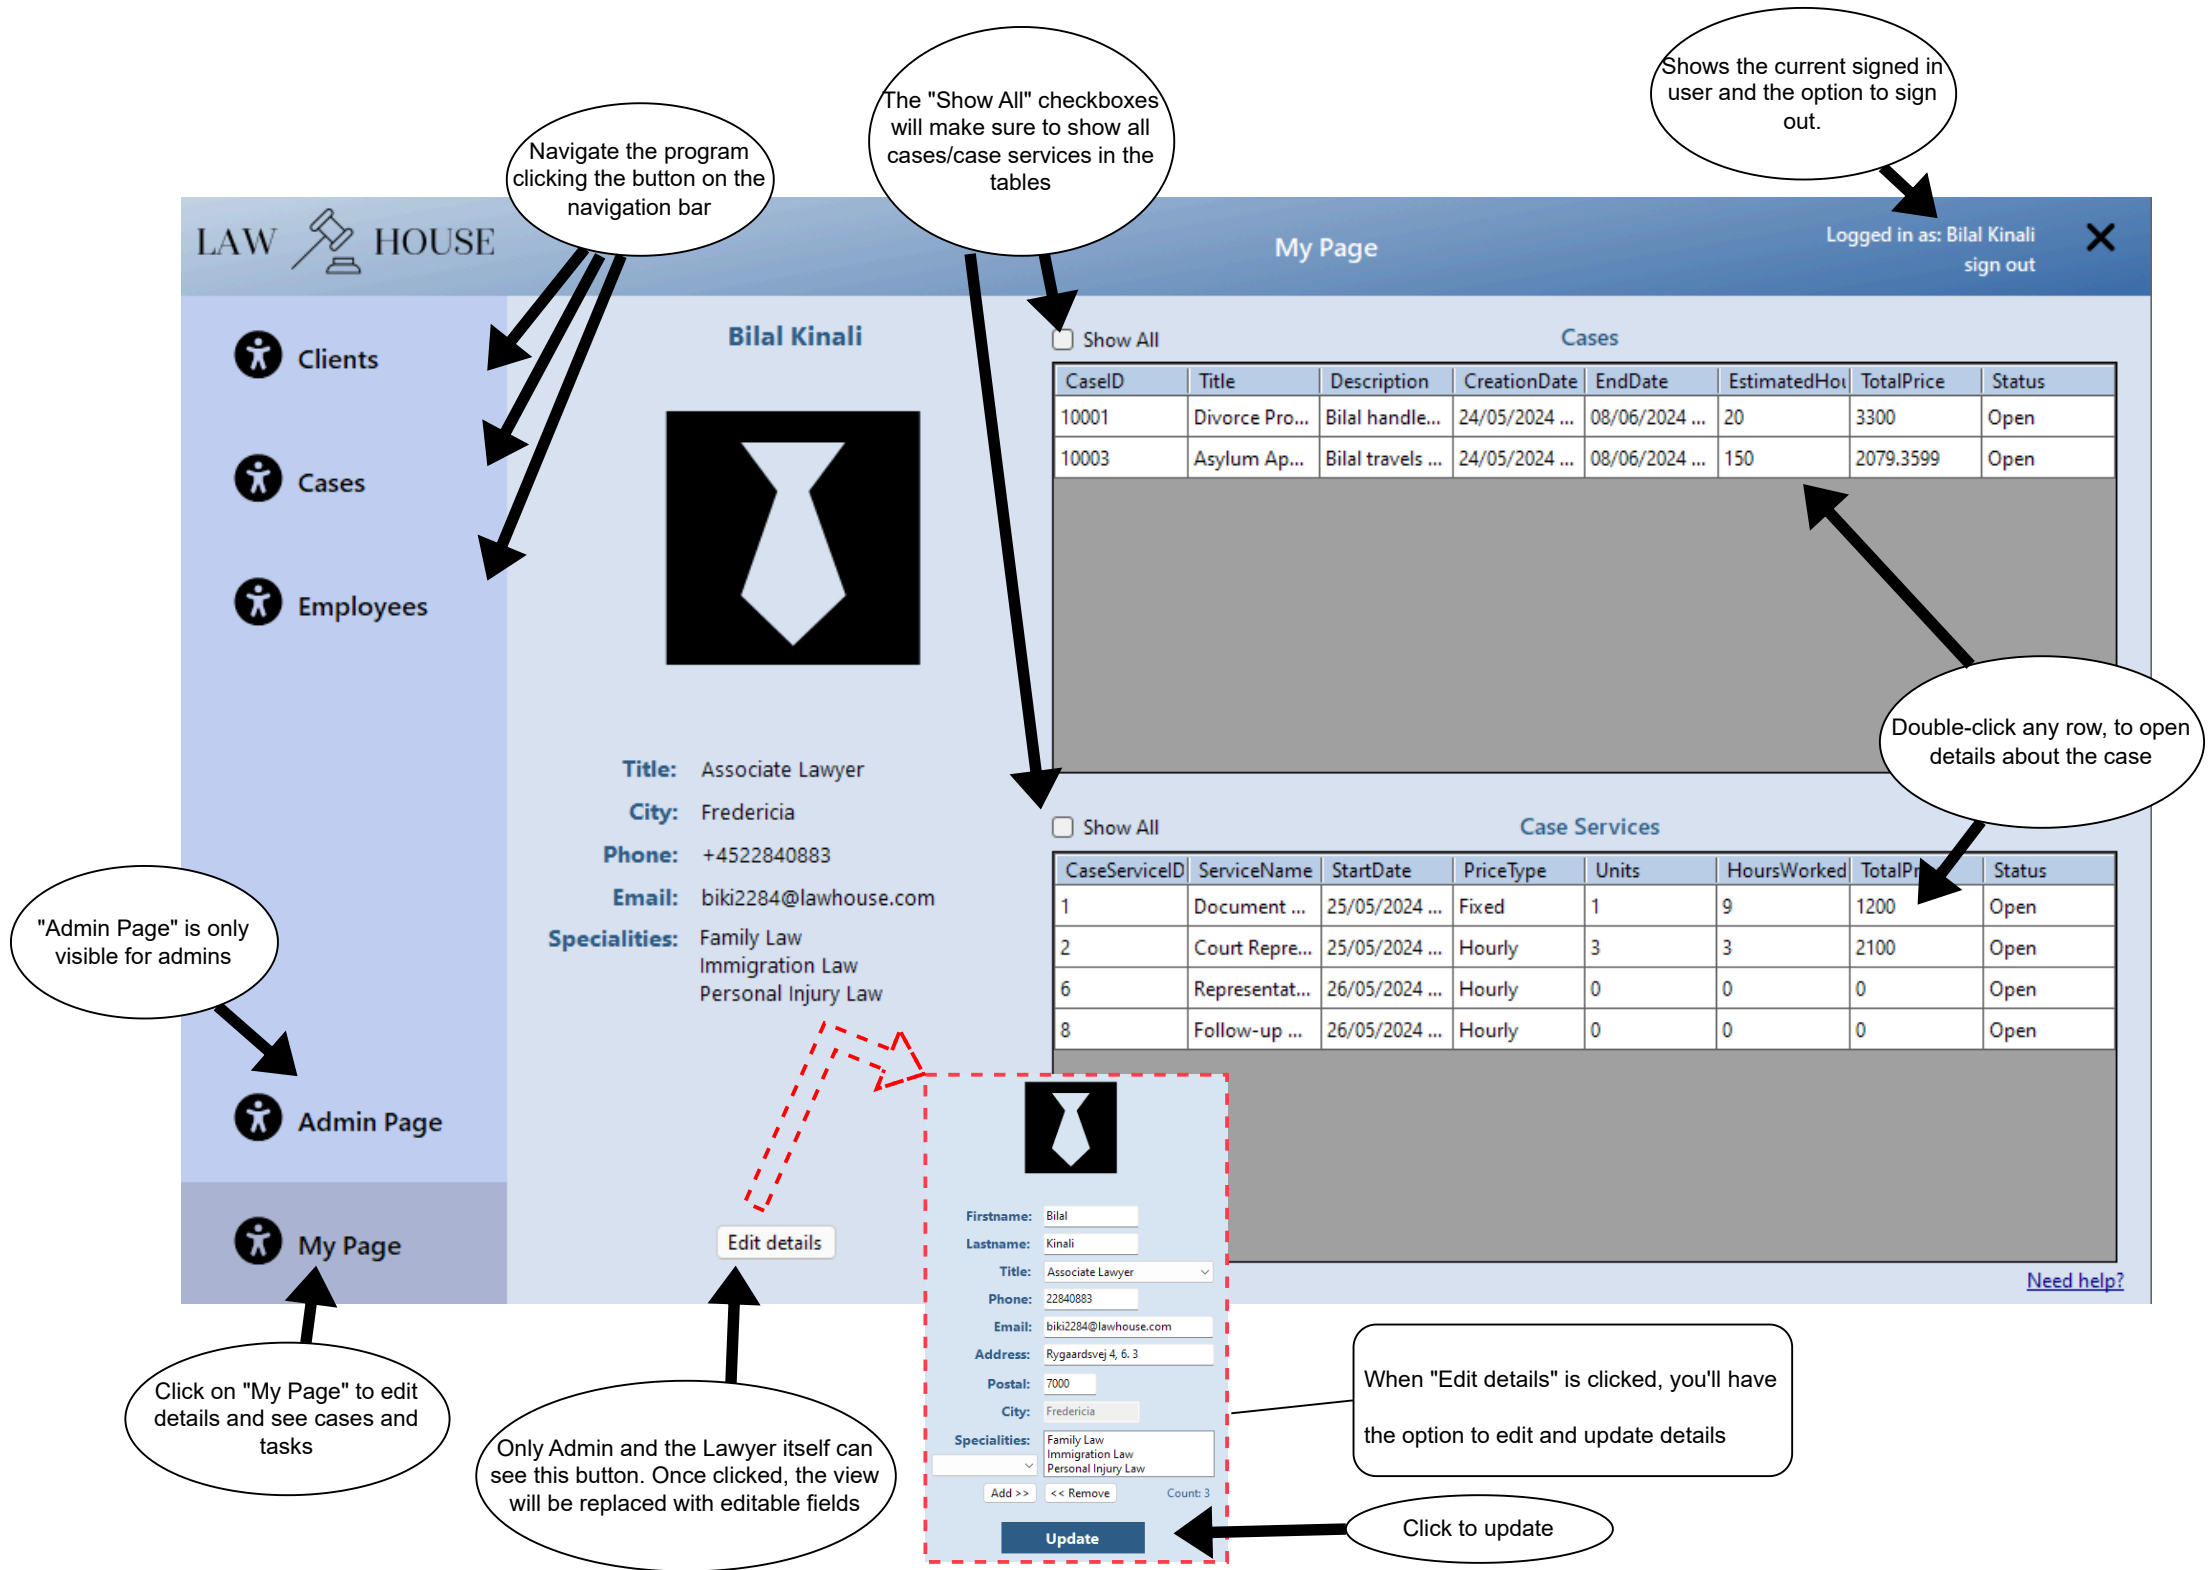 Shows the current signed in
user and the option to sign
out.
The "Show All" checkboxes
will make sure to show all
cases/case services in the
tables
Navigate the program
clicking the button on the
navigation bar
LAW HOUSE
My Page
Logged in as: Bilal Kinali
sign out
Clients
Cases
Employees
Admin Page
My Page
Bilal Kinali
Title: Associate Lawyer
City: Fredericia
Phone: +4522840883
Email: biki2284@lawhouse.com
Specialities: Family Law
Immigration Law
Personal Injury Law
Edit details
Show All
Cases
CaseID Title Description CreationDate EndDate EstimatedHou TotalPrice Status
10001 Divorce Pro... Bilal handle... 24/05/2024 ... 08/06/2024 ... 20 3300 Open
10003 Asylum Ap... Bilal travels ... 24/05/2024 ... 08/06/2024 ... 150 2079.3599 Open
Double-click any row, to open
details about the case
Show All
Case Services
CaseServiceID ServiceName StartDate PriceType Units HoursWorked TotalPr Status
1 Document ... 25/05/2024 ... Fixed 1 9 1200 Open
2 Court Repre... 25/05/2024 ... Hourly 3 3 2100 Open
6 Representat... 26/05/2024 ... Hourly 0 0 0 Open
8 Follow-up ... 26/05/2024 ... Hourly 0 0 0 Open
Need help?
"Admin Page" is only
visible for admins
Click on "My Page" to edit
details and see cases and
tasks
Only Admin and the Lawyer itself can
see this button. Once clicked, the view
will be replaced with editable fields
Firstname: Bilal
Lastname: Kinali
Title: Associate Lawyer
Phone: 22840883
Email: biki2284@lawhouse.com
Address: Rygaardsvej 4, 6. 3
Postal: 7000
City: Fredericia
Specialities: Family Law
Immigration Law
Personal Injury Law
Add >> << Remove Count: 3
Update
When "Edit details" is clicked, you'll have
the option to edit and update details
Click to update